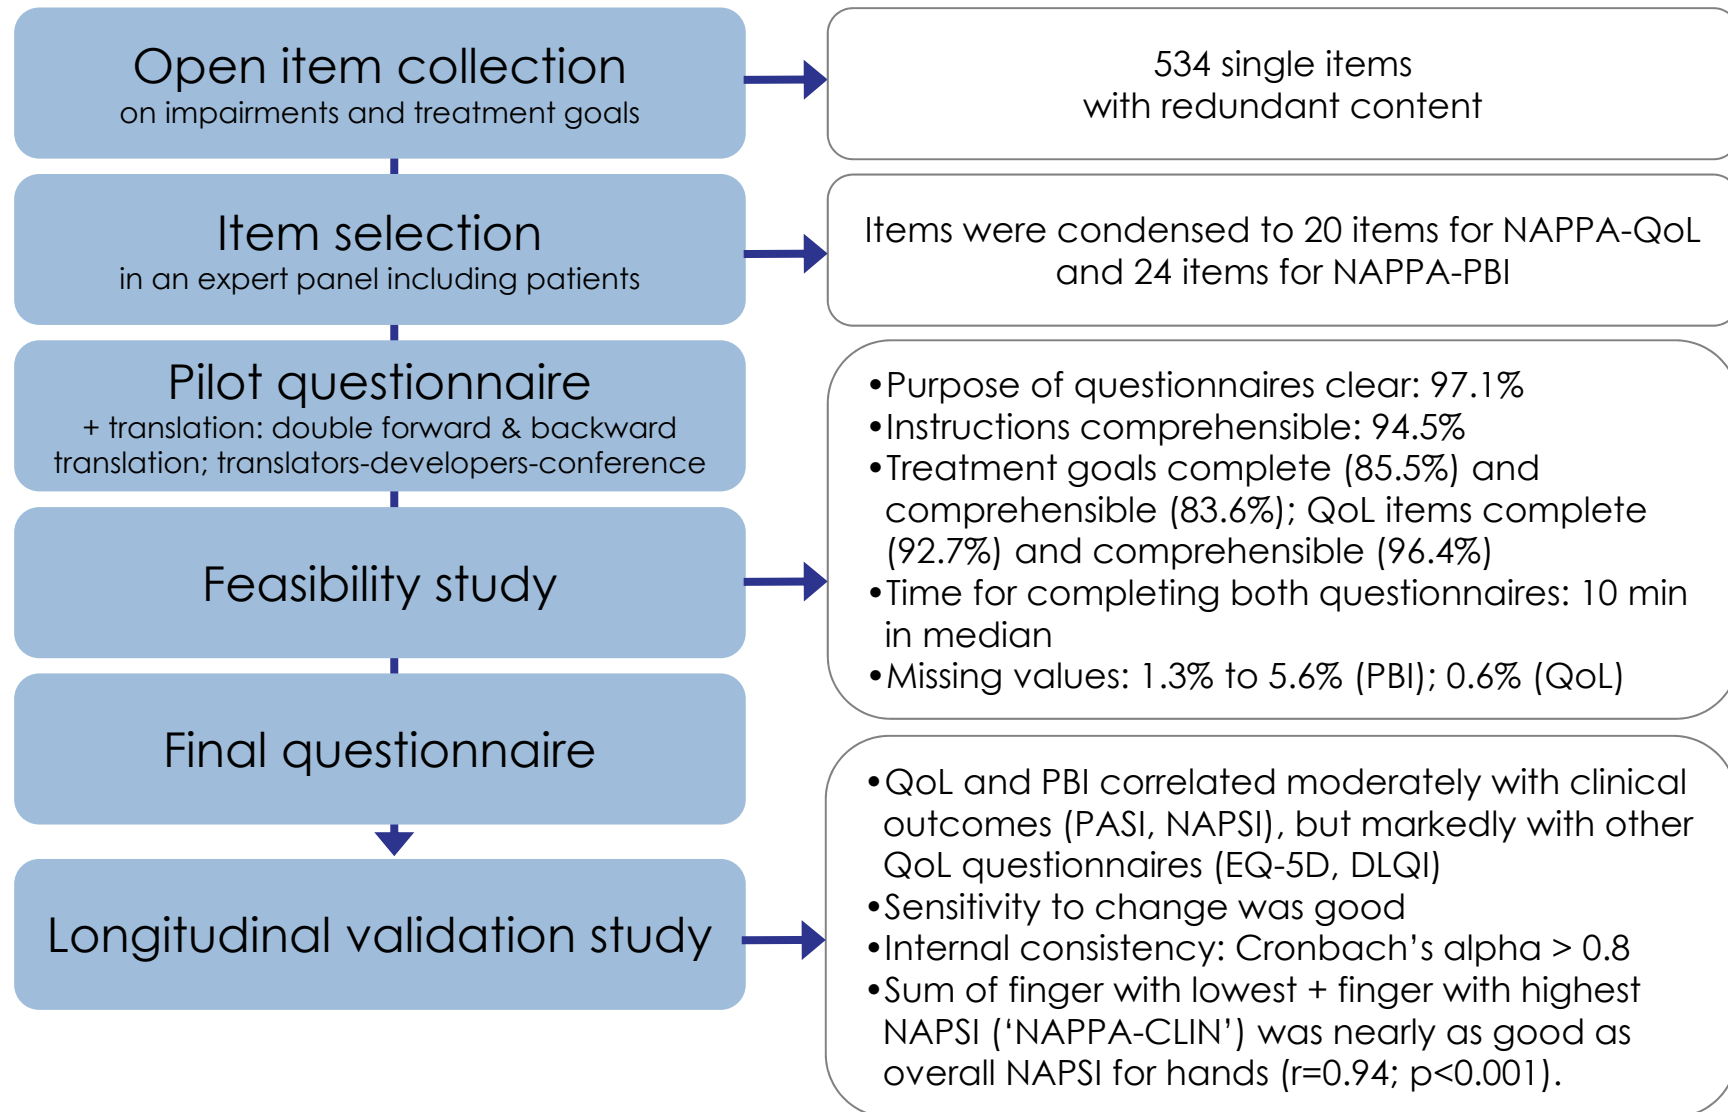 Open item collection
on impairments and treatment goals
534 single items
with redundant content
Item selection
in an expert panel including patients
Items were condensed to 20 items for NAPPA-QoL
and 24 items for NAPPA-PBI
Pilot questionnaire
+ translation: double forward & backward
translation; translators-developers-conference
Feasibility study
•Purpose of questionnaires clear: 97.1%
•Instructions comprehensible: 94.5%
•Treatment goals complete (85.5%) and
comprehensible (83.6%); QoL items complete
(92.7%) and comprehensible (96.4%)
•Time for completing both questionnaires: 10 min
in median
•Missing values: 1.3% to 5.6% (PBI); 0.6% (QoL)
Final questionnaire
Longitudinal validation study
•QoL and PBI correlated moderately with clinical
outcomes (PASI, NAPSI), but markedly with other
QoL questionnaires (EQ-5D, DLQI)
•Sensitivity to change was good
•Internal consistency: Cronbach’s alpha > 0.8
•Sum of finger with lowest + finger with highest
NAPSI (‘NAPPA-CLIN’) was nearly as good as
overall NAPSI for hands (r=0.94; p<0.001).